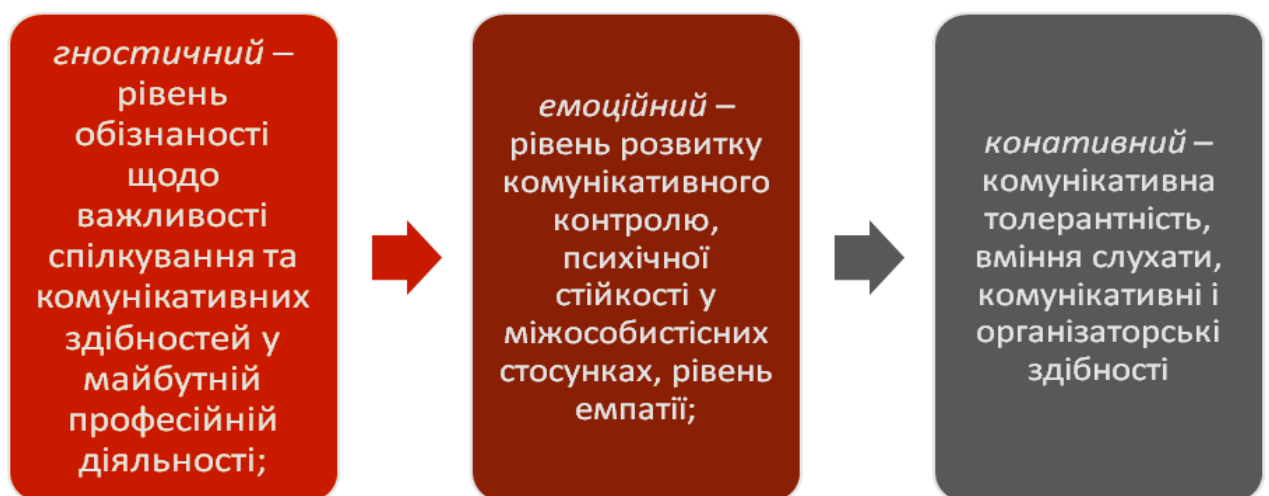 гностичний –
рівень
обізнаності
щодо
важливості
спілкування та
комунікативних
здібностей у
майбутній
професійній
діяльності;
емоційний –
рівень розвитку
комунікативного
контролю,
психічної
стійкості у
міжособистісних
стосунках, рівень
емпатії;
конативний –
комунікативна
толерантність,
вміння слухати,
комунікативні і
організаторські
здібності